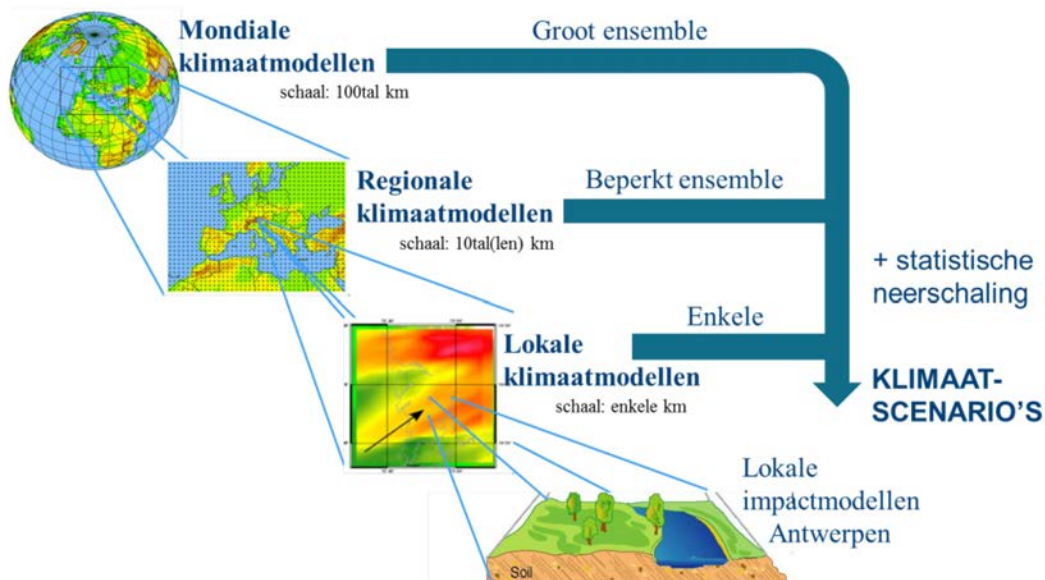 Mondiale
klimaatmodellen
schaal: 100tal km
Groot ensemble
Regionale
klimaatmodellen
schaal: 10tal(len) km
Beperkt ensemble
+ statistische
neerschaling
Lokale
klimaatmodellen
schaal: enkele km
Enkele
KLIMAAT-
SCENARIO'S
Lokale
impactmodellen
Antwerpen
Soil